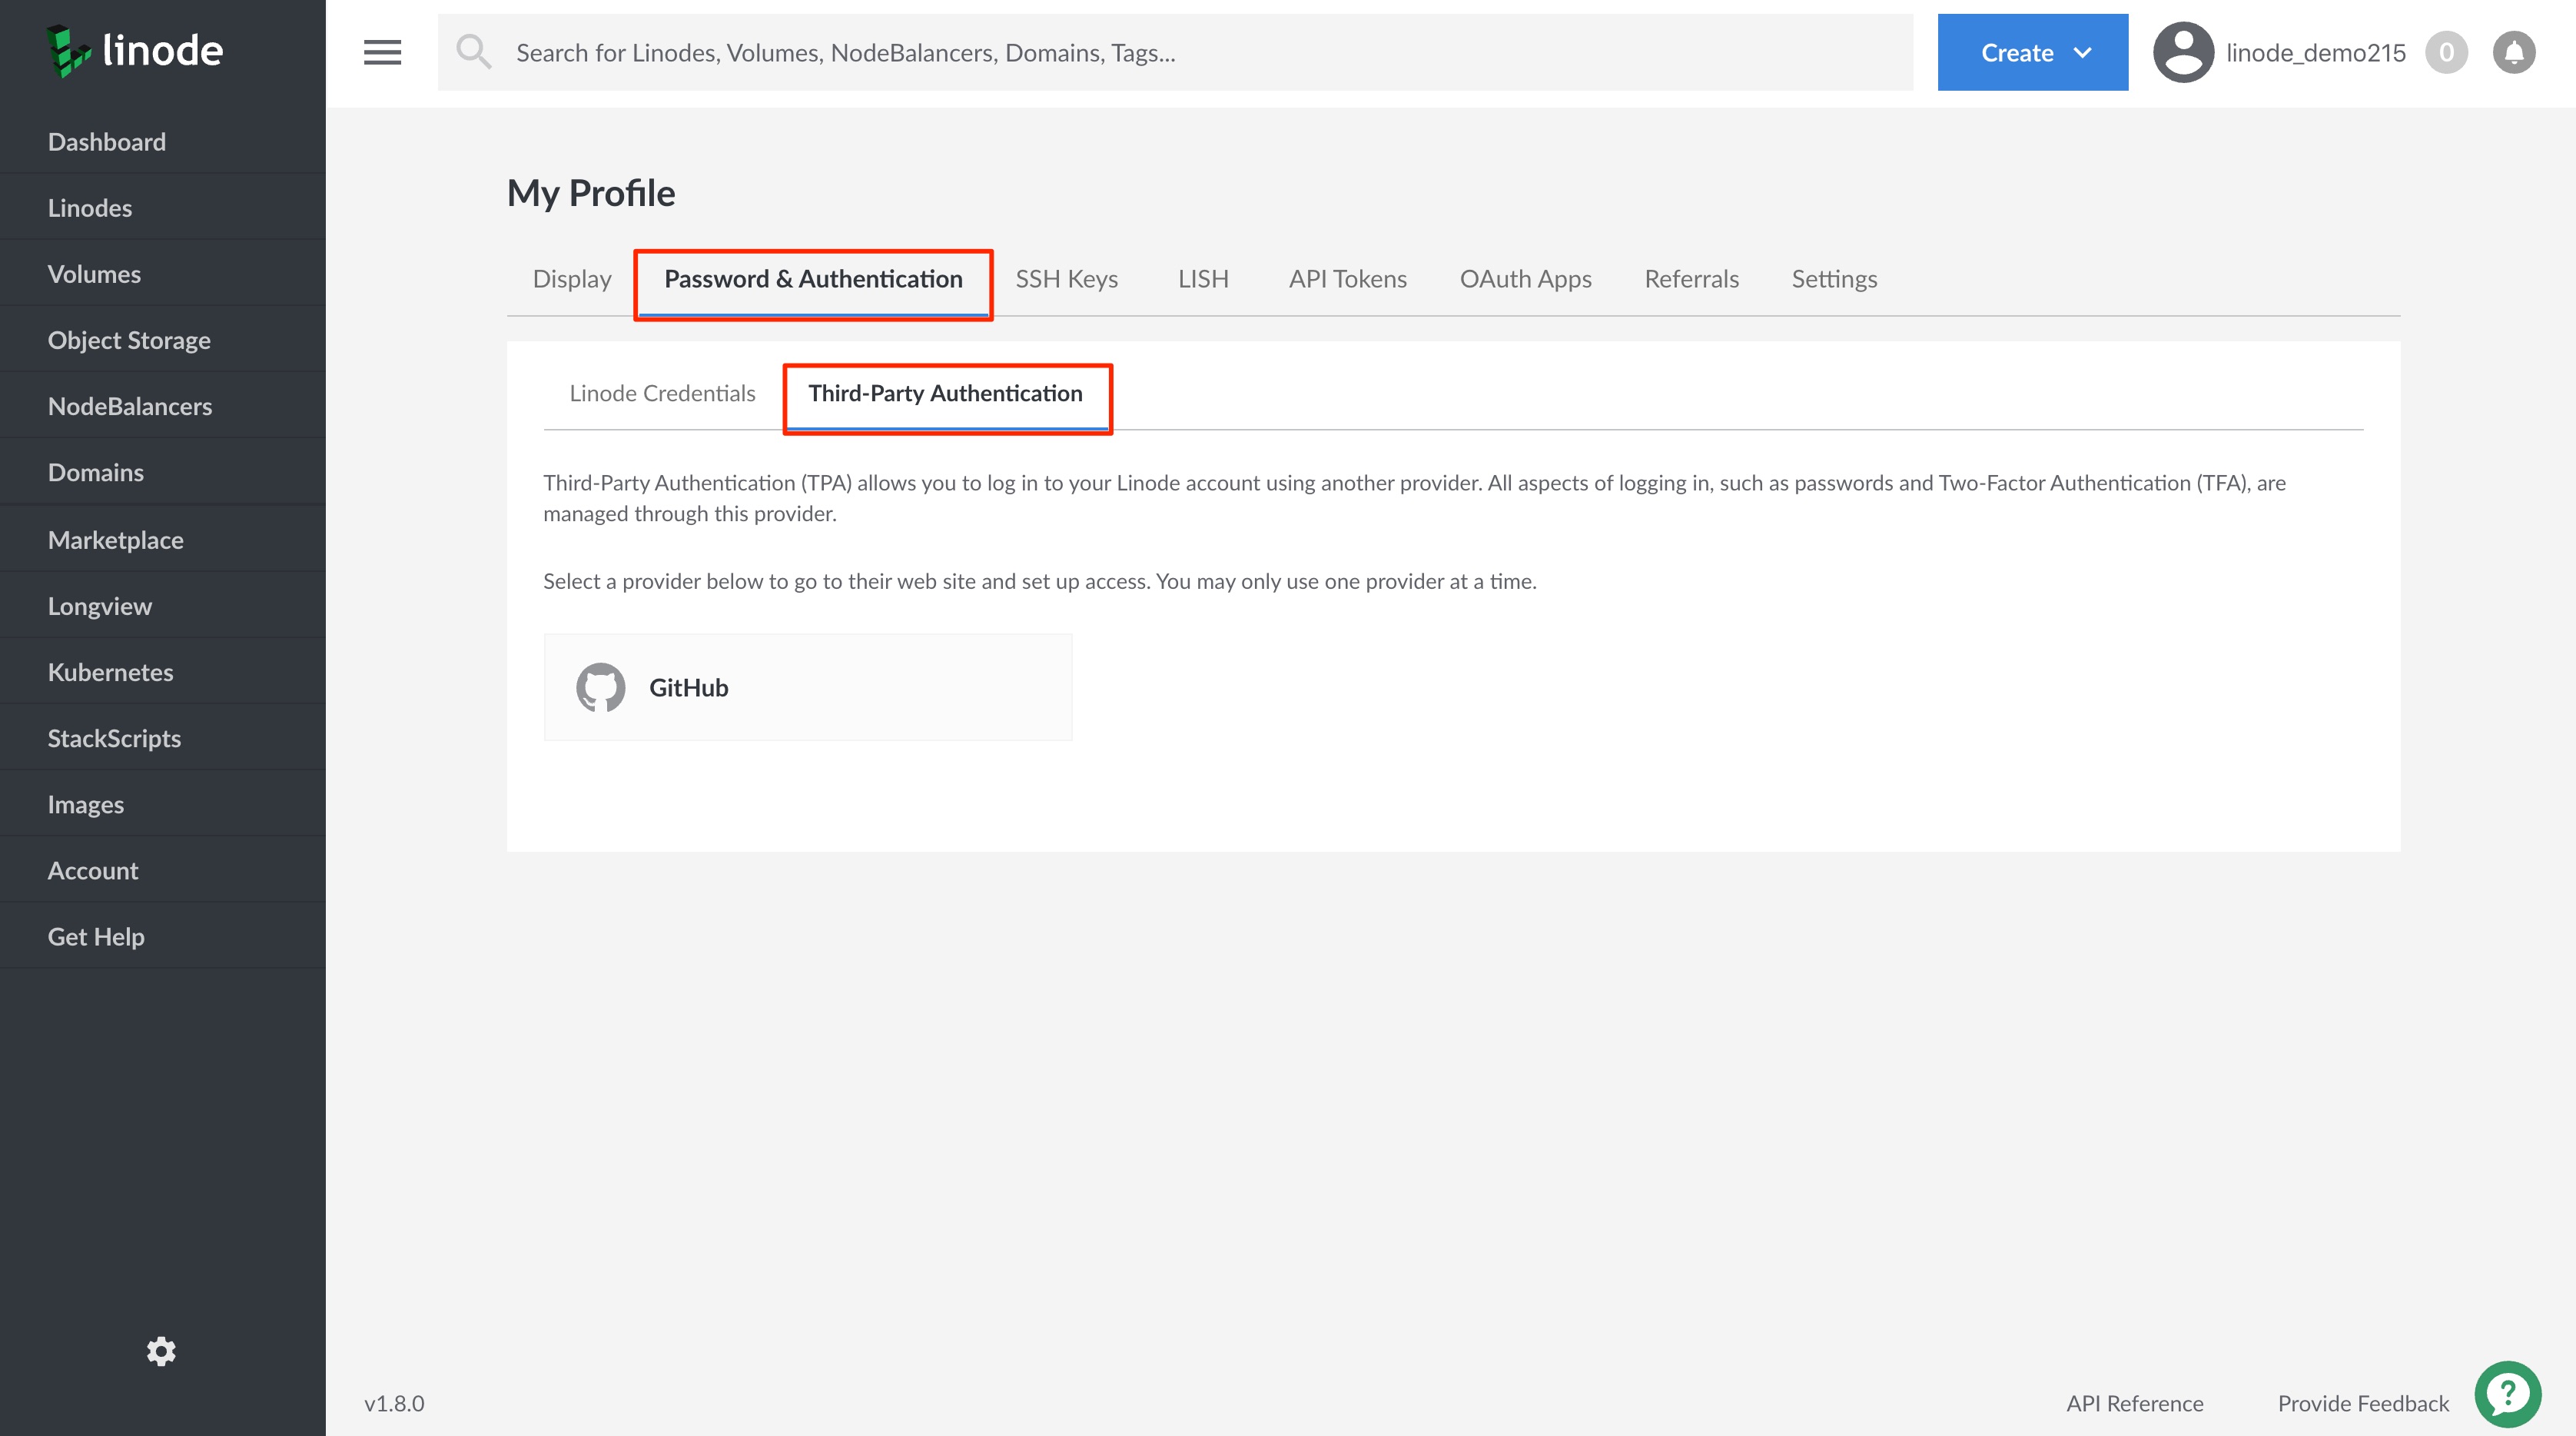 linode
Search for Linodes, Volumes, NodeBalancers, Domains, Tags...
Create
linode_demo215
0
Dashboard
Linodes
Volumes
Object Storage
NodeBalancers
Domains
Marketplace
Longview
Kubernetes
StackScripts
Images
Account
Get Help
My Profile
Display
Password & Authentication
SSH Keys
LISH
API Tokens
OAuth Apps
Referrals
Settings
Linode Credentials
Third-Party Authentication
Third-Party Authentication (TPA) allows you to log in to your Linode account using another provider. All aspects of logging in, such as passwords and Two-Factor Authentication (TFA), are
managed through this provider.
Select a provider below to go to their web site and set up access. You may only use one provider at a time.
GitHub
v1.8.0
API Reference
Provide Feedback
?